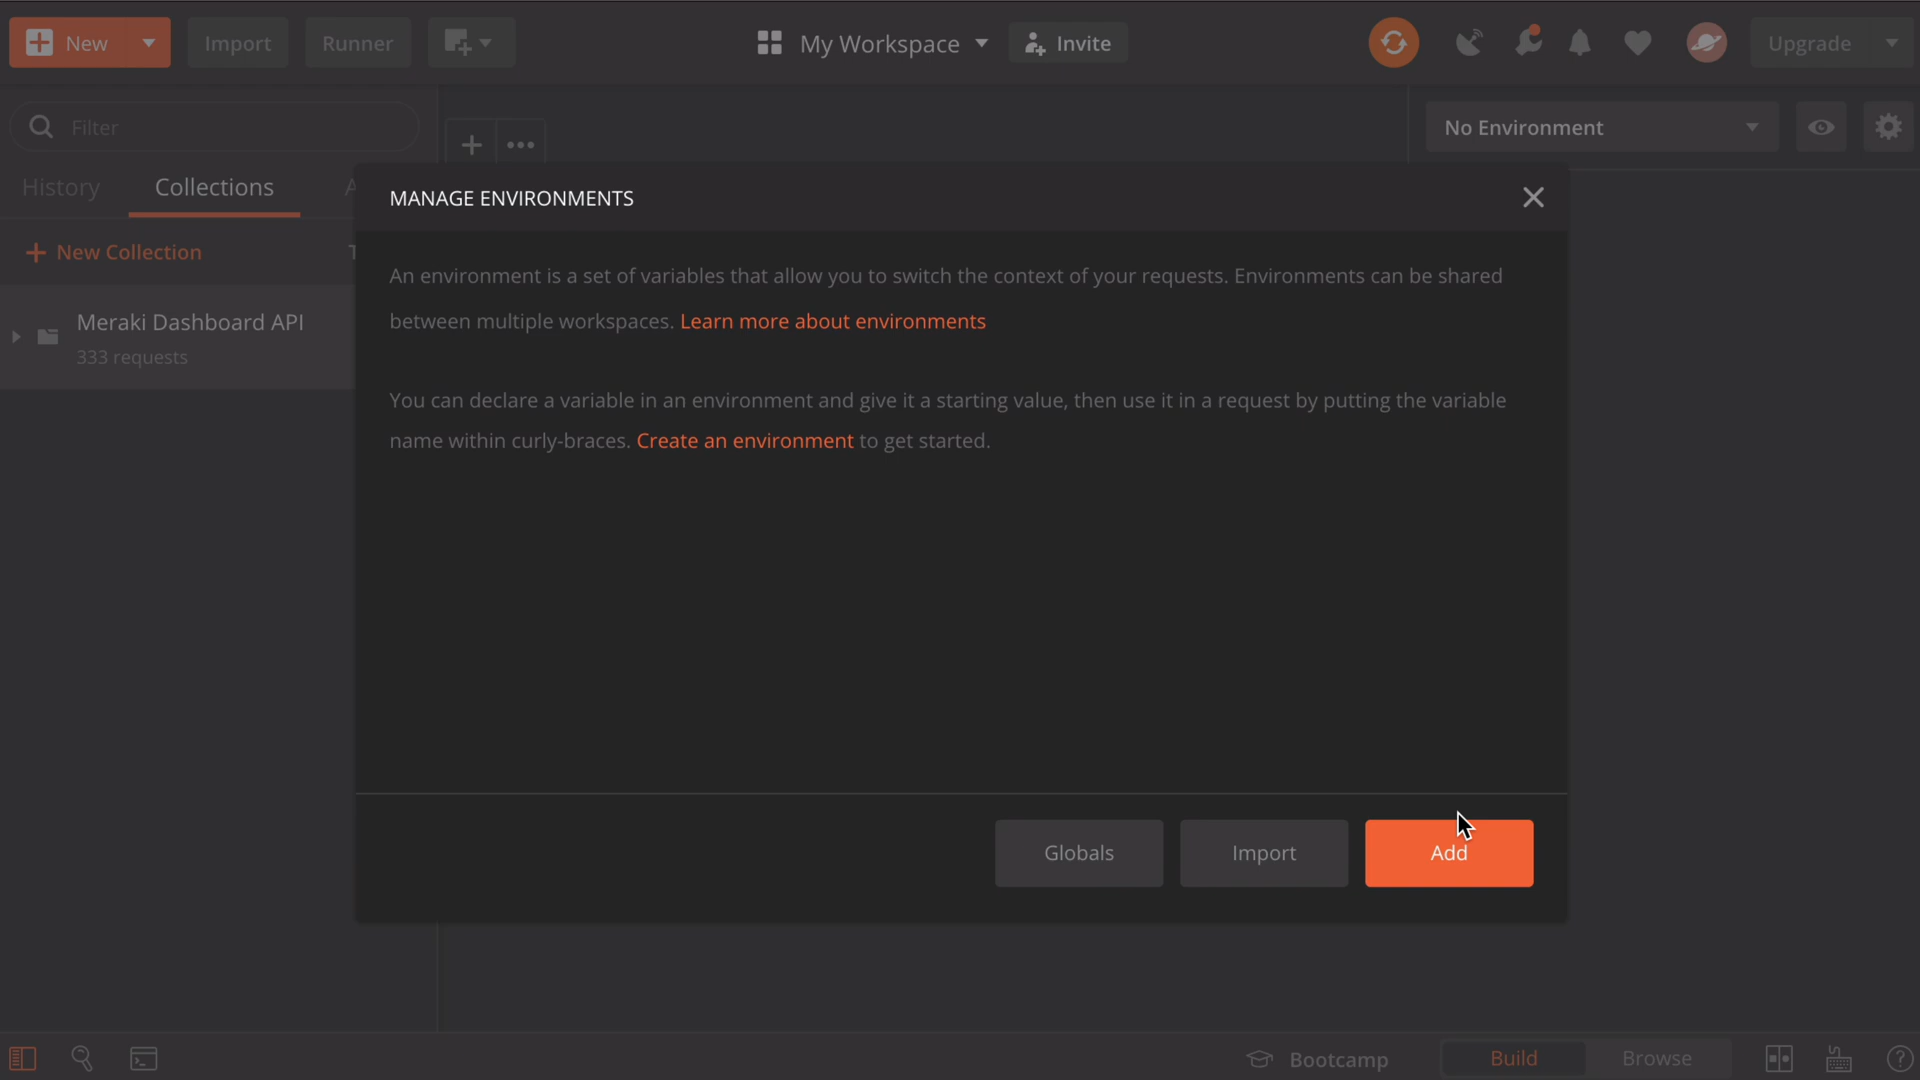 New
Import
Runner
My Workspace
Invite
Upgrade
Filter
No Environment
History
Collections
A
MANAGE ENVIRONMENTS
New Collection
T
An environment is a set of variables that allow you to switch the context of your requests. Environments can be shared
between multiple workspaces. Learn more about environments
Meraki Dashboard API
333 requests
You can declare a variable in an environment and give it a starting value, then use it in a request by putting the variable
name within curly-braces. Create an environment to get started.
Globals
Import
Add
Bootcamp
Build
Browse